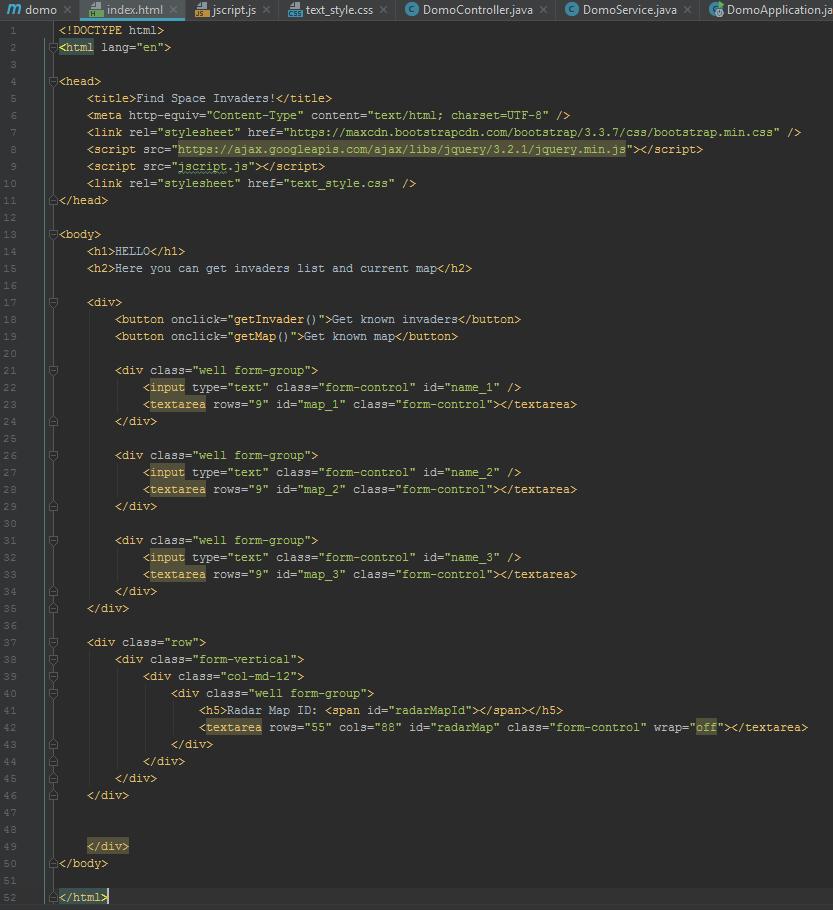 m domo × index.html × jscript.js × text_style.css × DomoController.java × DomoService.java × DomoApplication.ja
1 <!DOCTYPE html>
2 <html lang="en">
3
4 <head>
5     <title>Find Space Invaders!</title>
6     <meta http-equiv="Content-Type" content="text/html; charset=UTF-8" />
7     <link rel="stylesheet" href="https://maxcdn.bootstrapcdn.com/bootstrap/3.3.7/css/bootstrap.min.css" />
8     <script src="https://ajax.googleapis.com/ajax/libs/jquery/3.2.1/jquery.min.js"></script>
9     <script src="jscript.js"></script>
10     <link rel="stylesheet" href="text_style.css" />
11 </head>
12
13 <body>
14     <h1>HELLO</h1>
15     <h2>Here you can get invaders list and current map</h2>
16
17     <div>
18         <button onclick="getInvader()">Get known invaders</button>
19         <button onclick="getMap()">Get known map</button>
20
21         <div class="well form-group">
22             <input type="text" class="form-control" id="name_1" />
23             <textarea rows="9" id="map_1" class="form-control"></textarea>
24         </div>
25
26         <div class="well form-group">
27             <input type="text" class="form-control" id="name_2" />
28             <textarea rows="9" id="map_2" class="form-control"></textarea>
29         </div>
30
31         <div class="well form-group">
32             <input type="text" class="form-control" id="name_3" />
33             <textarea rows="9" id="map_3" class="form-control"></textarea>
34         </div>
35     </div>
36
37     <div class="row">
38         <div class="form-vertical">
39             <div class="col-md-12">
40                 <div class="well form-group">
41                     <h5>Radar Map ID: <span id="radarMapId"></span></h5>
42                     <textarea rows="55" cols="88" id="radarMap" class="form-control" wrap="off"></textarea>
43                 </div>
44             </div>
45         </div>
46     </div>
47
48
49     </div>
50 </body>
51
52 </html>